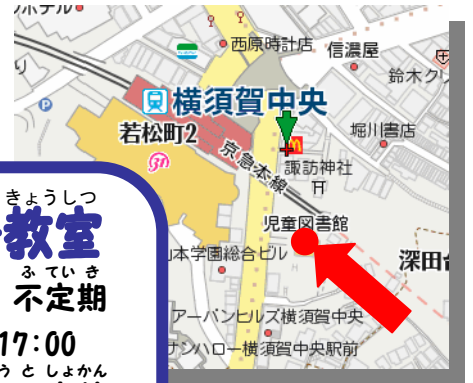 西原時計店
信濃屋
鈴木ク
横須賀中央
若松町2
堀川書店
京急本線
諏訪神社
児童図書館
本学園総合ビル
深田台
アーバンヒルズ横須賀中央
サンハロー横須賀中央駅前
きょうしつ
教室
ふていき
不定期
17:00
としょかん